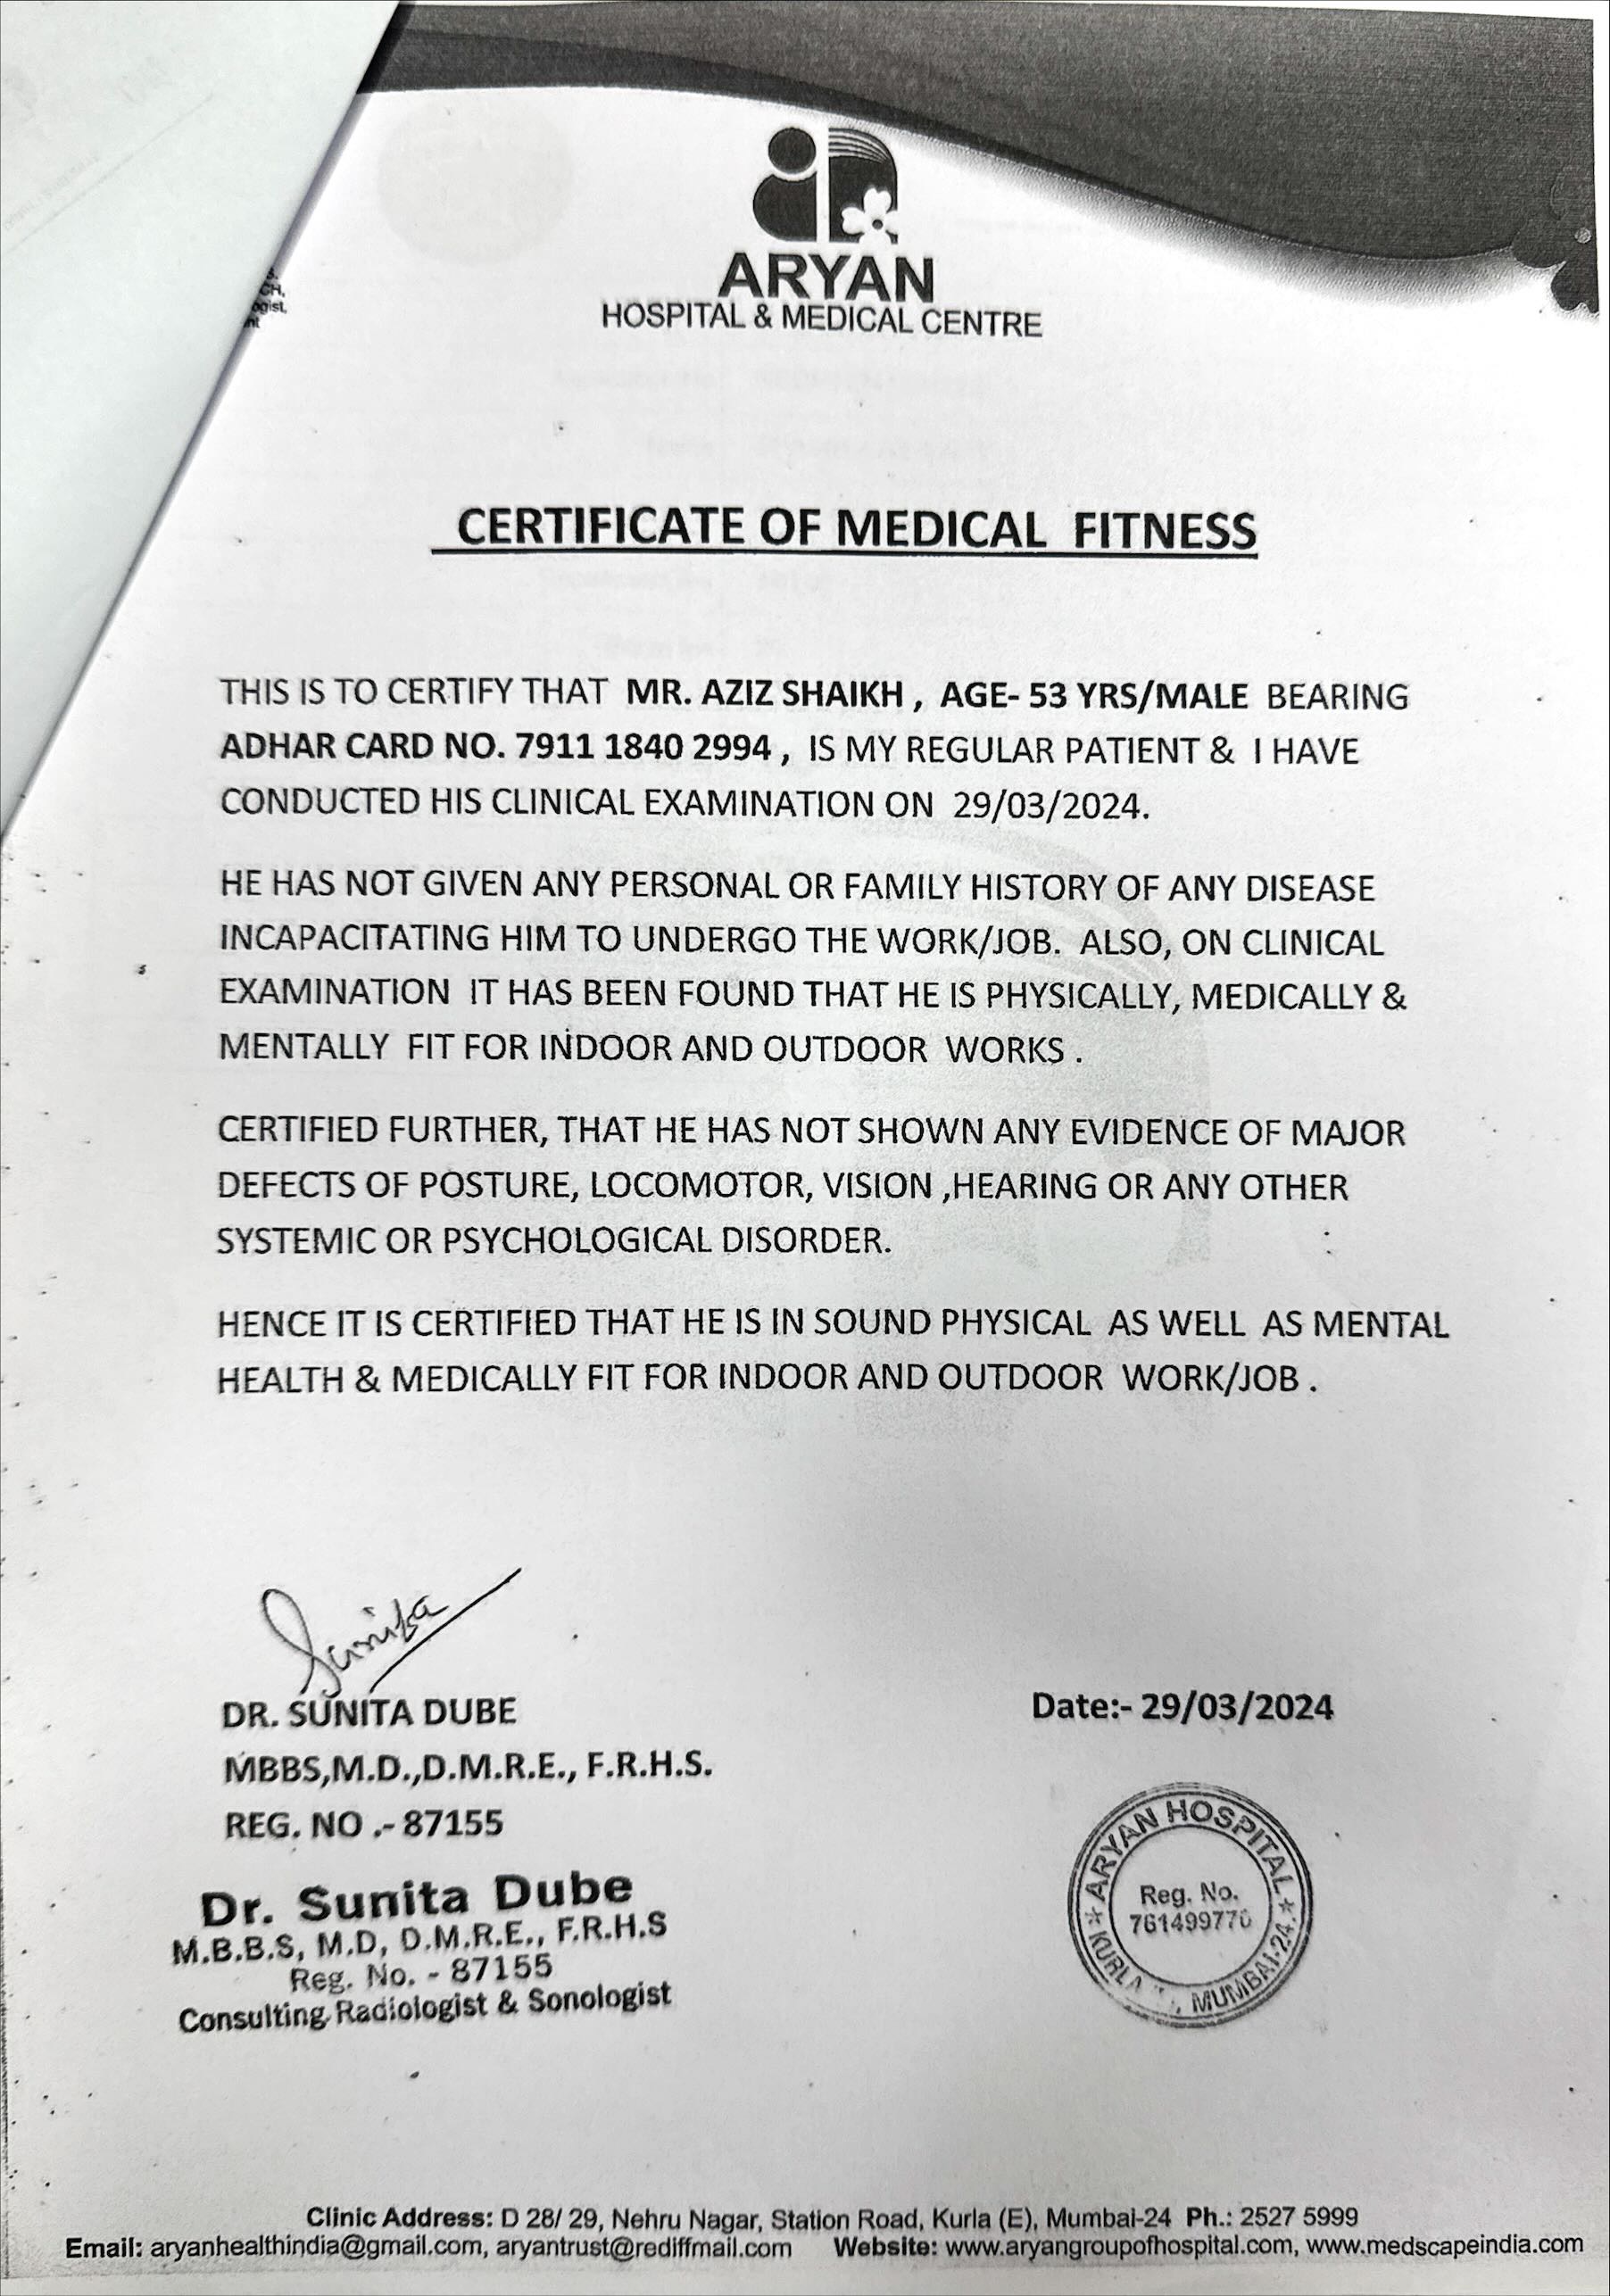 ARYAN
HOSPITAL & MEDICAL CENTRE
CH,
CERTIFICATE OF MEDICAL FITNESS
THIS IS TO CERTIFY THAT MR. AZIZ SHAIKH , AGE- 53 YRS/MALE BEARING
ADHAR CARD NO. 7911 1840 2994 , IS MY REGULAR PATIENT & I HAVE
CONDUCTED HIS CLINICAL EXAMINATION ON 29/03/2024.
HE HAS NOT GIVEN ANY PERSONAL OR FAMILY HISTORY OF ANY DISEASE
INCAPACITATING HIM TO UNDERGO THE WORK/JOB. ALSO, ON CLINICAL
EXAMINATION IT HAS BEEN FOUND THAT HE IS PHYSICALLY, MEDICALLY &
MENTALLY FIT FOR INDOOR AND OUTDOOR WORKS .
CERTIFIED FURTHER, THAT HE HAS NOT SHOWN ANY EVIDENCE OF MAJOR
DEFECTS OF POSTURE, LOCOMOTOR, VISION ,HEARING OR ANY OTHER
SYSTEMIC OR PSYCHOLOGICAL DISORDER.
HENCE IT IS CERTIFIED THAT HE IS IN SOUND PHYSICAL AS WELL AS MENTAL
HEALTH & MEDICALLY FIT FOR INDOOR AND OUTDOOR WORK/JOB .
Sunita
DR. SUNITA DUBE
MBBS,M.D.,D.M.R.E., F.R.H.S.
REG. NO .- 87155
Dr. Sunita Dube
M.B.B.S, M.D, D.M.R.E., F.R.H.S
Reg. No. - 87155
Consulting Radiologist & Sonologist
Date:- 29/03/2024
ARYAN HOSPITAL
Reg. No.
761499770
KURLA MUMBAI-24.
Clinic Address: D 28/ 29, Nehru Nagar, Station Road, Kurla (E), Mumbai-24 Ph.: 2527 5999
Email: aryanhealthindia@gmail.com, aryantrust@rediffmail.com Website: www.aryangroupofhospital.com, www.medscapeindia.com